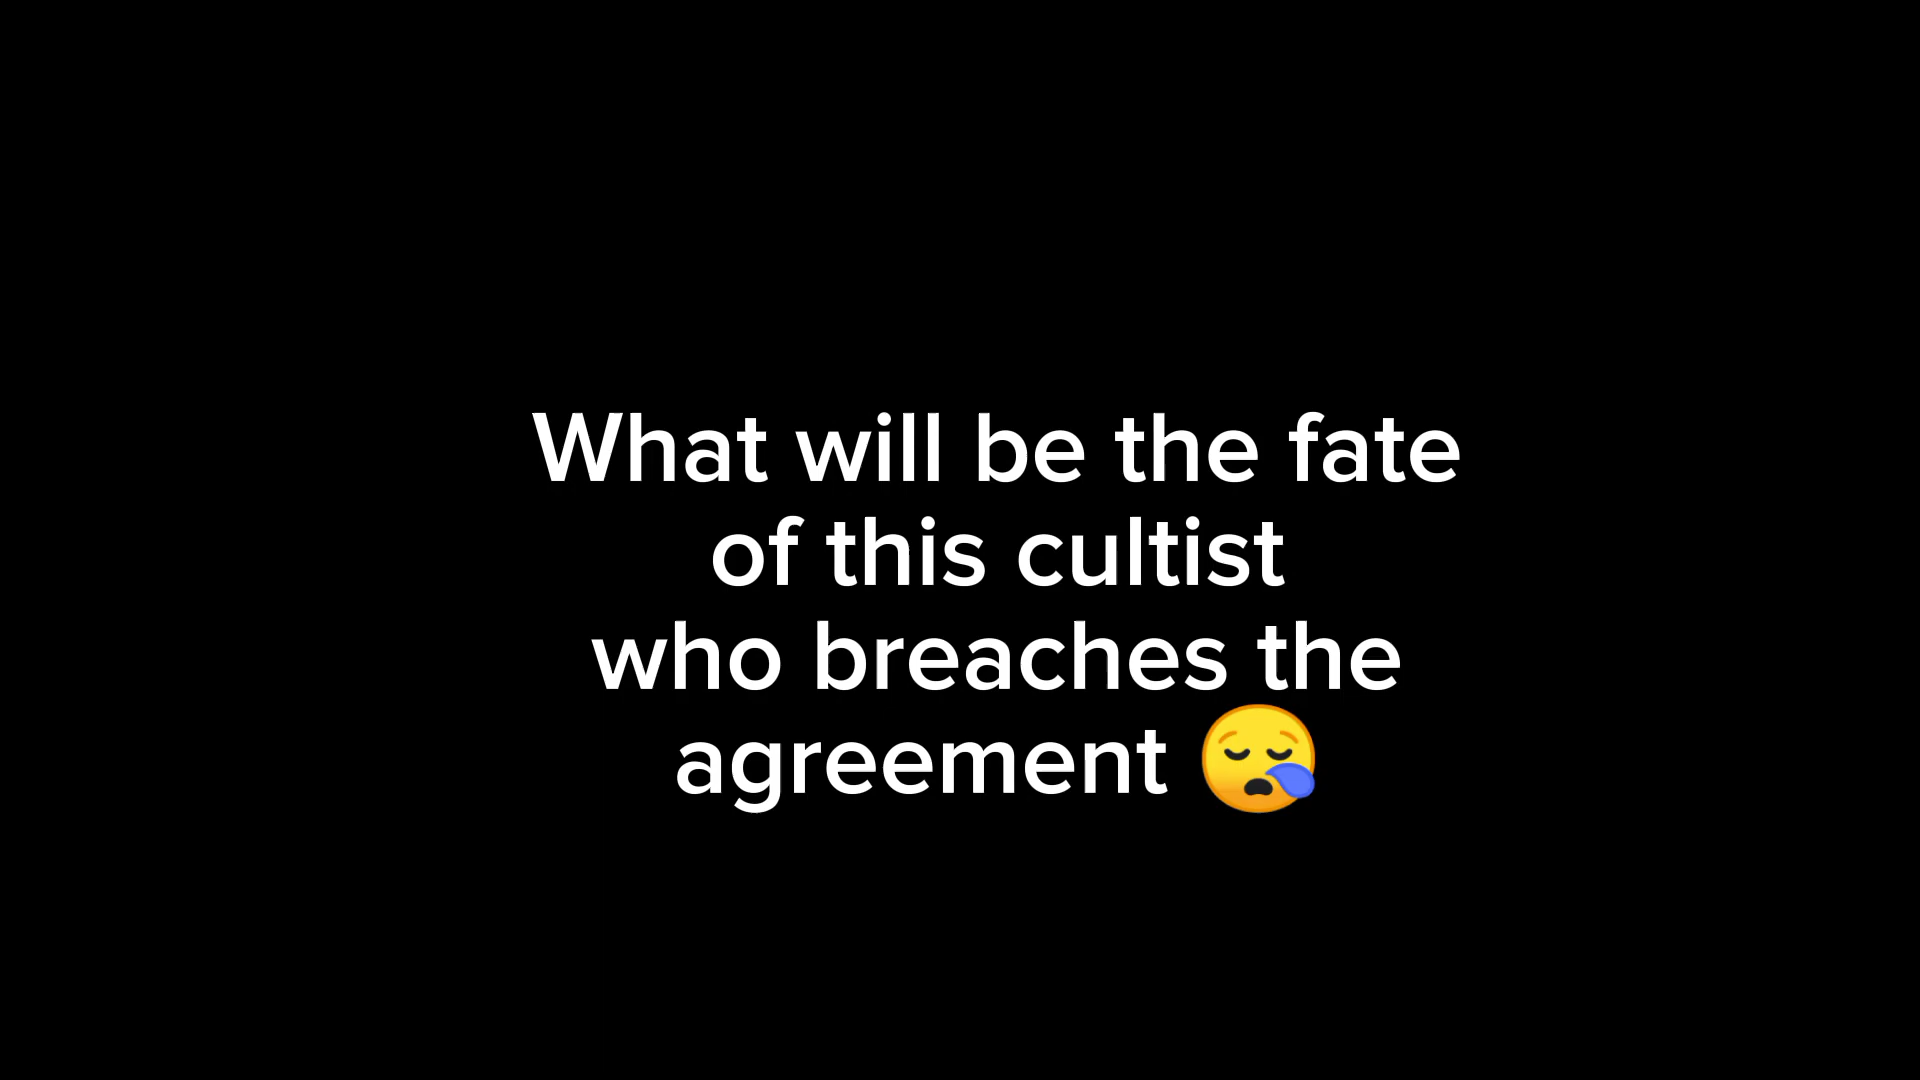 What will be the fate
of this cultist
who breaches the
agreement 😪